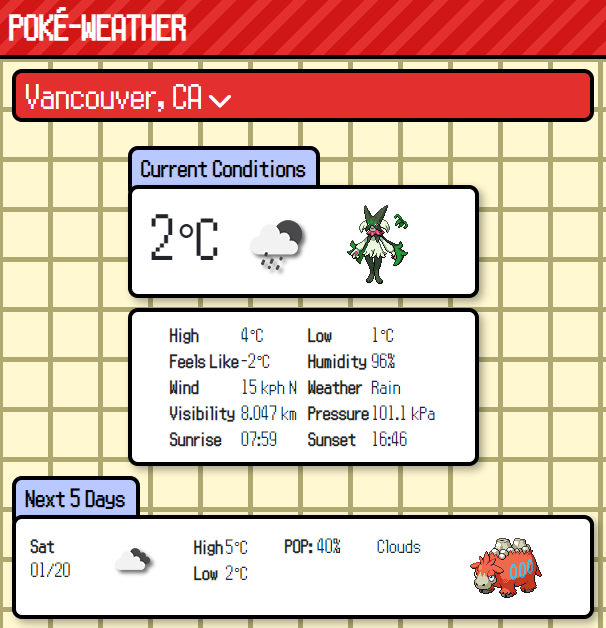 POKÉ-WEATHER
Vancouver, CA
Current Conditions
2°C
High 4°C Low 1°C
Feels Like -2°C Humidity 96%
Wind 15 kph N Weather Rain
Visibility 8.047 km Pressure 101.1 kPa
Sunrise 07:59 Sunset 16:46
Next 5 Days
Sat High 5°C POP: 40% Clouds
01/20 Low 2°C